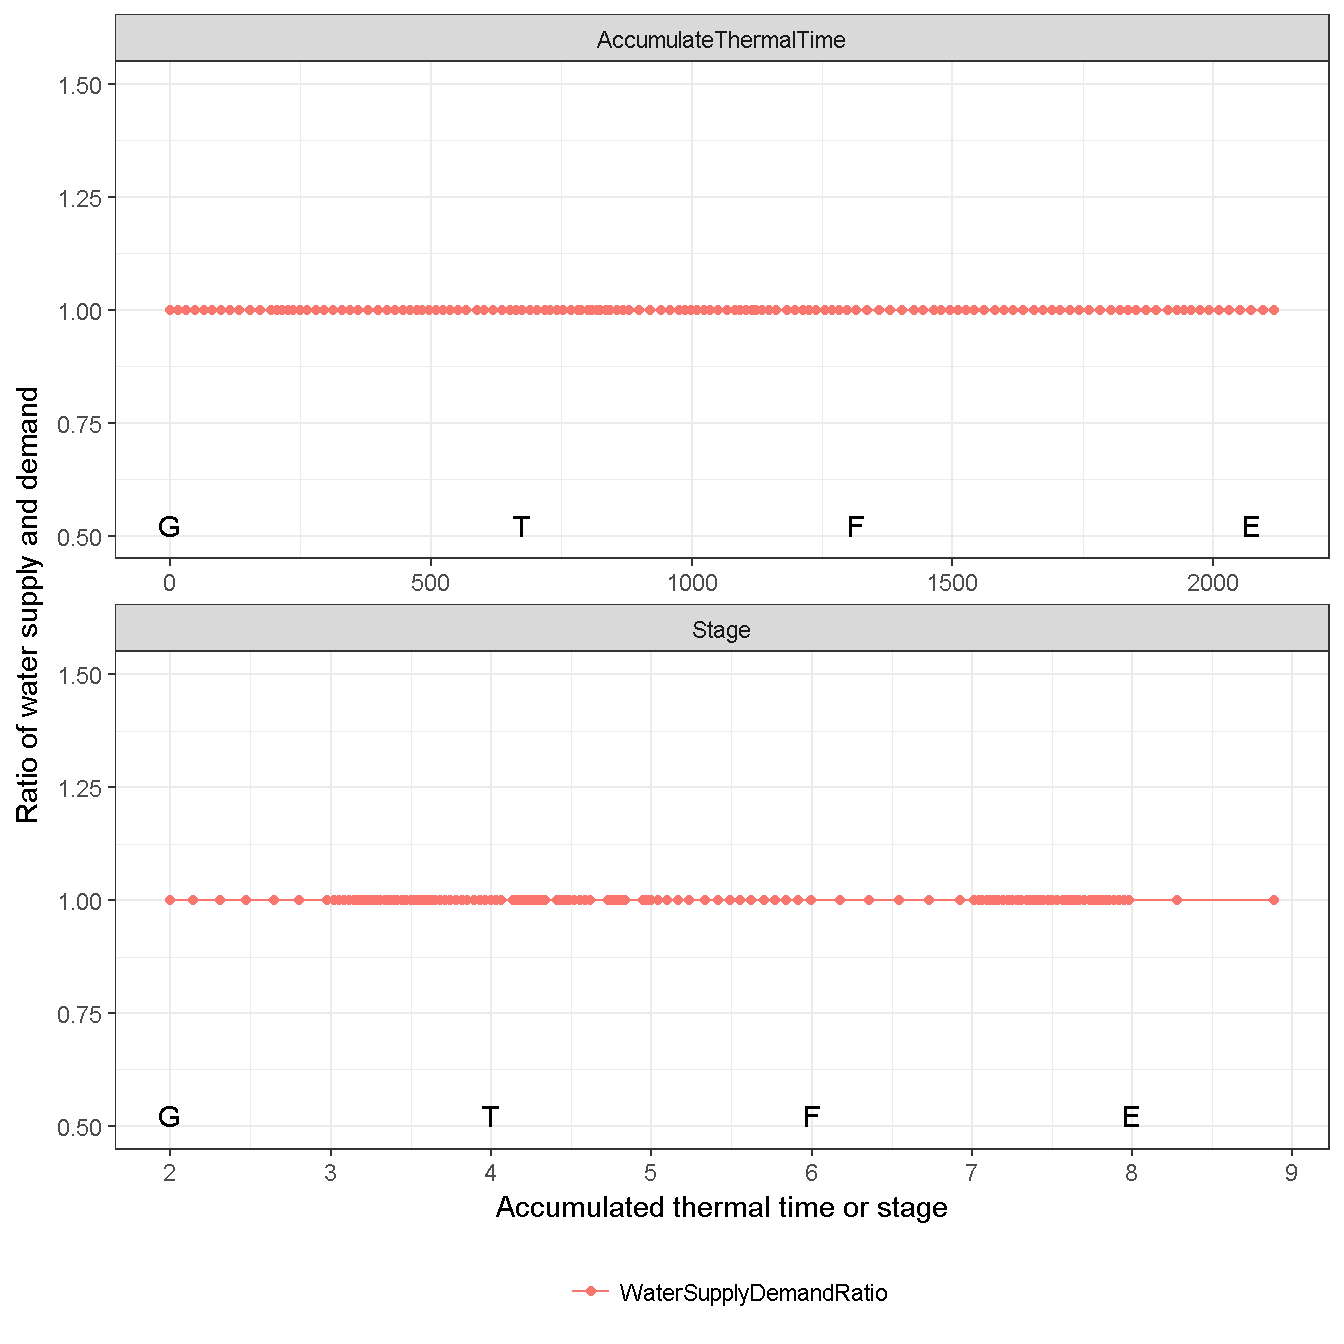 AccumulateThermalTime
1.50
1.25
1.00
0.75
0.50
G T F E
0 500 1000 1500 2000
Stage
1.50
1.25
1.00
0.75
0.50
G T F E
2 3 4 5 6 7 8 9
Ratio of water supply and demand
Accumulated thermal time or stage
WaterSupplyDemandRatio